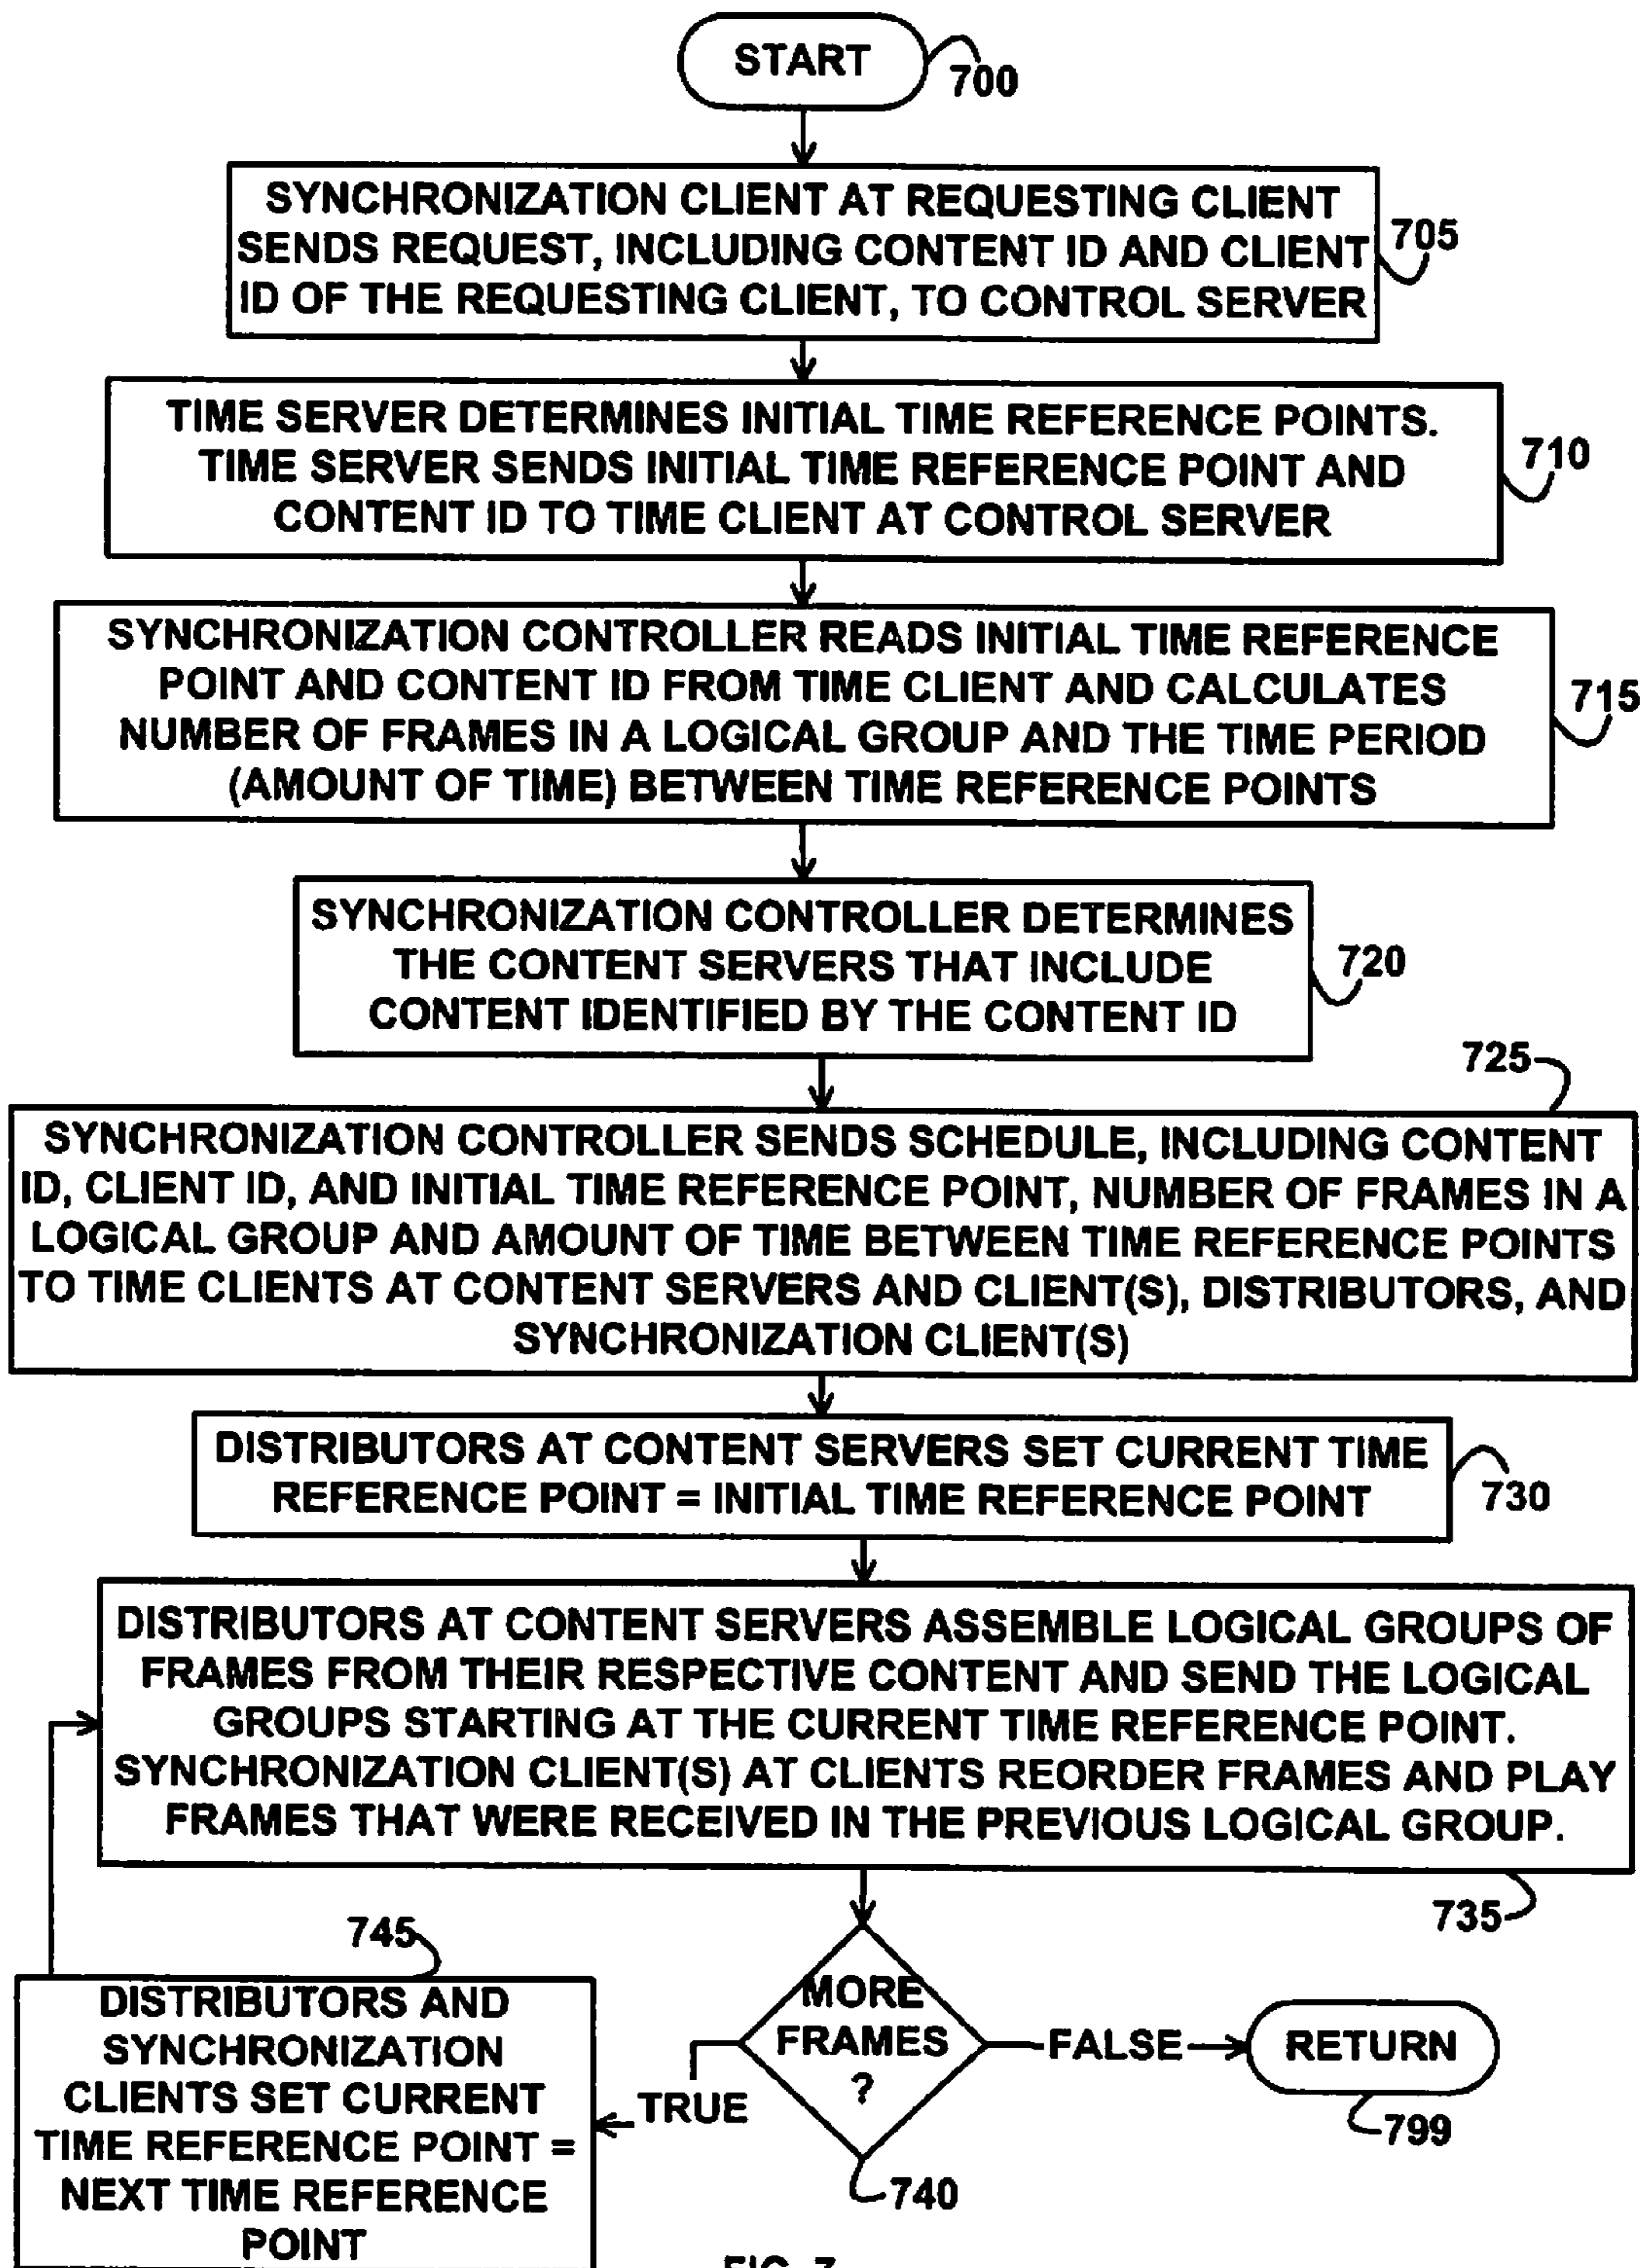 START
700
SYNCHRONIZATION CLIENT AT REQUESTING CLIENT
SENDS REQUEST, INCLUDING CONTENT ID AND CLIENT
ID OF THE REQUESTING CLIENT, TO CONTROL SERVER
705
TIME SERVER DETERMINES INITIAL TIME REFERENCE POINTS.
TIME SERVER SENDS INITIAL TIME REFERENCE POINT AND
CONTENT ID TO TIME CLIENT AT CONTROL SERVER
710
SYNCHRONIZATION CONTROLLER READS INITIAL TIME REFERENCE
POINT AND CONTENT ID FROM TIME CLIENT AND CALCULATES
NUMBER OF FRAMES IN A LOGICAL GROUP AND THE TIME PERIOD
(AMOUNT OF TIME) BETWEEN TIME REFERENCE POINTS
715
SYNCHRONIZATION CONTROLLER DETERMINES
THE CONTENT SERVERS THAT INCLUDE
CONTENT IDENTIFIED BY THE CONTENT ID
720
725
SYNCHRONIZATION CONTROLLER SENDS SCHEDULE, INCLUDING CONTENT
ID, CLIENT ID, AND INITIAL TIME REFERENCE POINT, NUMBER OF FRAMES IN A
LOGICAL GROUP AND AMOUNT OF TIME BETWEEN TIME REFERENCE POINTS
TO TIME CLIENTS AT CONTENT SERVERS AND CLIENT(S), DISTRIBUTORS, AND
SYNCHRONIZATION CLIENT(S)
DISTRIBUTORS AT CONTENT SERVERS SET CURRENT TIME
REFERENCE POINT = INITIAL TIME REFERENCE POINT
730
DISTRIBUTORS AT CONTENT SERVERS ASSEMBLE LOGICAL GROUPS OF
FRAMES FROM THEIR RESPECTIVE CONTENT AND SEND THE LOGICAL
GROUPS STARTING AT THE CURRENT TIME REFERENCE POINT.
SYNCHRONIZATION CLIENT(S) AT CLIENTS REORDER FRAMES AND PLAY
FRAMES THAT WERE RECEIVED IN THE PREVIOUS LOGICAL GROUP.
735
MORE
FRAMES
?
740
TRUE
FALSE
RETURN
799
745
DISTRIBUTORS AND
SYNCHRONIZATION
CLIENTS SET CURRENT
TIME REFERENCE POINT =
NEXT TIME REFERENCE
POINT